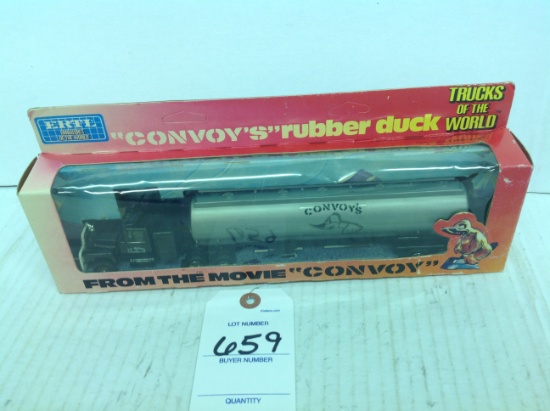 ERTL
TRUCKS
OF THE
WORLD
"CONVOY'S" rubber duck
CONVOY'S
FROM THE MOVIE "CONVOY"
LOT NUMBER
659
BUYER NUMBER
QUANTITY